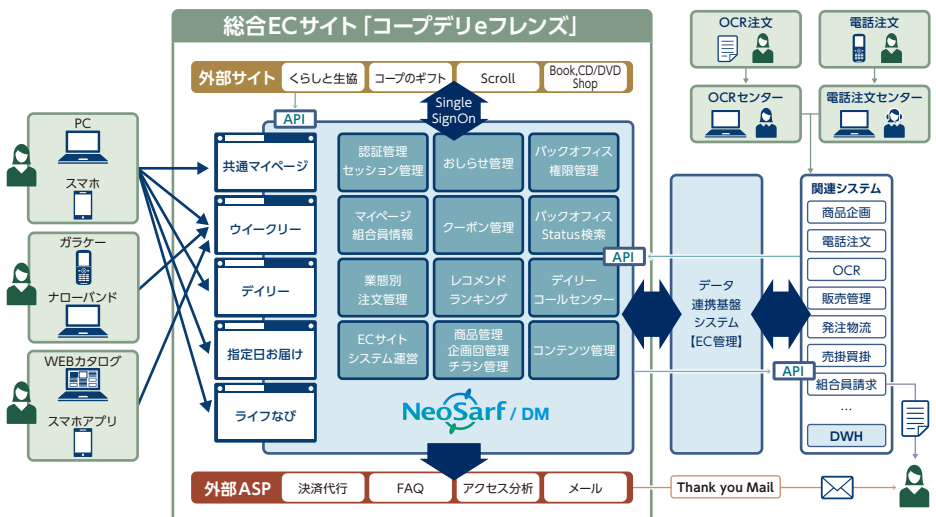 総合ECサイト「コープデリeフレンズ」
外部サイト
くらしと生協
コープのギフト
Scroll
Book,CD/DVD
Shop
Single
SignOn
API
PC
スマホ
ガラケー
ナローバンド
WEBカタログ
スマホアプリ
共通マイページ
ウイークリー
デイリー
指定日お届け
ライフなび
認証管理
セッション管理
おしらせ管理
バックオフィス
権限管理
マイページ
組合員情報
クーポン管理
バックオフィス
Status検索
業態別
注文管理
レコメンド
ランキング
デイリー
コールセンター
ECサイト
システム運営
商品管理
企画回管理
チラシ管理
コンテンツ管理
NeoSarf / DM
API
データ
連携基盤
システム
【EC管理】
API
OCR注文
電話注文
OCRセンター
電話注文センター
関連システム
商品企画
電話注文
OCR
販売管理
発注物流
売掛買掛
組合員請求
…
DWH
外部ASP
決済代行
FAQ
アクセス分析
メール
Thank you Mail